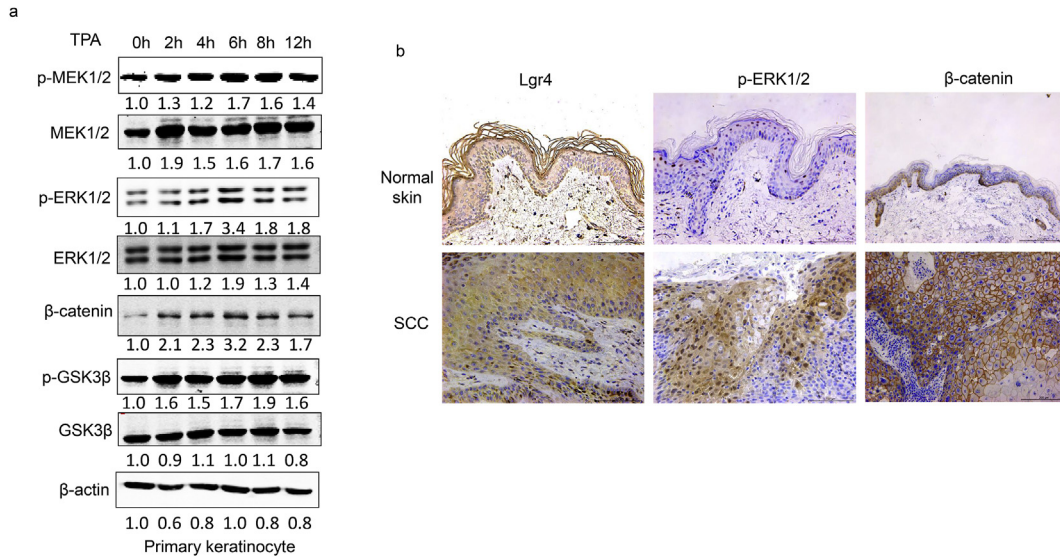 a
TPA 0h 2h 4h 6h 8h 12h
p-MEK1/2
1.0 1.3 1.2 1.7 1.6 1.4
MEK1/2
1.0 1.9 1.5 1.6 1.7 1.6
p-ERK1/2
1.0 1.1 1.7 3.4 1.8 1.8
ERK1/2
1.0 1.0 1.2 1.9 1.3 1.4
β-catenin
1.0 2.1 2.3 3.2 2.3 1.7
p-GSK3β
1.0 1.6 1.5 1.7 1.9 1.6
GSK3β
1.0 0.9 1.1 1.0 1.1 0.8
β-actin
1.0 0.6 0.8 1.0 0.8 0.8
Primary keratinocyte
b
Lgr4 p-ERK1/2 β-catenin
Normal
skin
SCC